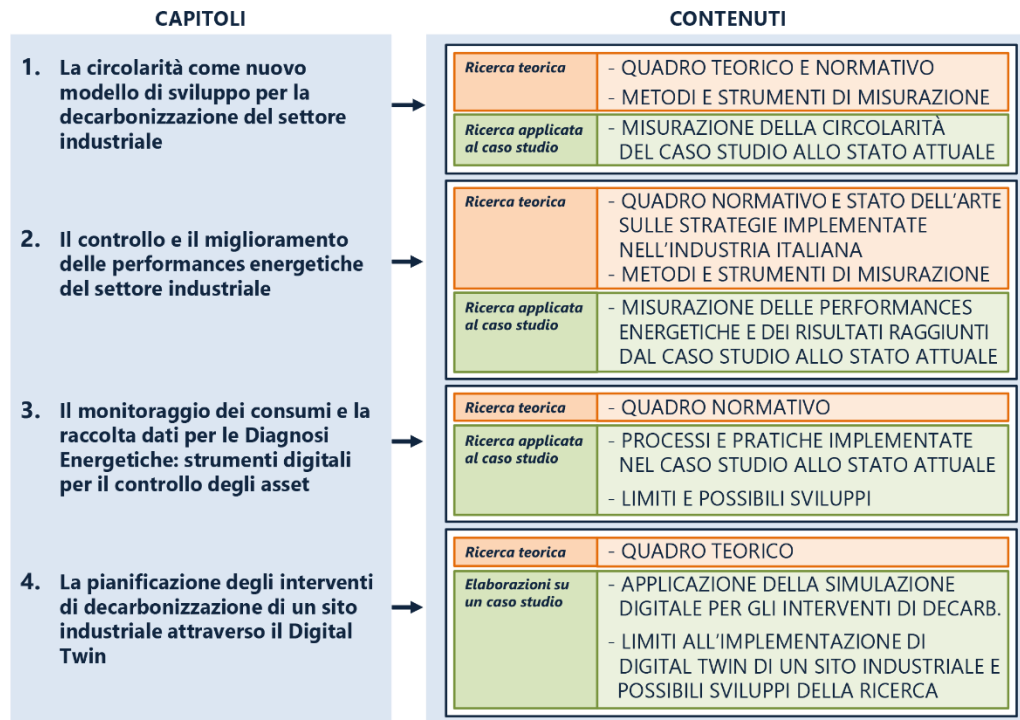 CAPITOLI
CONTENUTI
1. La circolarità come nuovo
modello di sviluppo per la
decarbonizzazione del settore
industriale
Ricerca teorica
- QUADRO TEORICO E NORMATIVO
- METODI E STRUMENTI DI MISURAZIONE
Ricerca applicata
al caso studio
- MISURAZIONE DELLA CIRCOLARITÀ
DEL CASO STUDIO ALLO STATO ATTUALE
2. Il controllo e il miglioramento
delle performances energetiche
del settore industriale
Ricerca teorica
- QUADRO NORMATIVO E STATO DELL'ARTE
SULLE STRATEGIE IMPLEMENTATE
NELL'INDUSTRIA ITALIANA
- METODI E STRUMENTI DI MISURAZIONE
Ricerca applicata
al caso studio
- MISURAZIONE DELLE PERFORMANCES
ENERGETICHE E DEI RISULTATI RAGGIUNTI
DAL CASO STUDIO ALLO STATO ATTUALE
3. Il monitoraggio dei consumi e la
raccolta dati per le Diagnosi
Energetiche: strumenti digitali
per il controllo degli asset
Ricerca teorica
- QUADRO NORMATIVO
Ricerca applicata
al caso studio
- PROCESSI E PRATICHE IMPLEMENTATE
NEL CASO STUDIO ALLO STATO ATTUALE
- LIMITI E POSSIBILI SVILUPPI
4. La pianificazione degli interventi
di decarbonizzazione di un sito
industriale attraverso il Digital
Twin
Ricerca teorica
- QUADRO TEORICO
Elaborazioni su
un caso studio
- APPLICAZIONE DELLA SIMULAZIONE
DIGITALE PER GLI INTERVENTI DI DECARB.
- LIMITI ALL'IMPLEMENTAZIONE DI
DIGITAL TWIN DI UN SITO INDUSTRIALE E
POSSIBILI SVILUPPI DELLA RICERCA